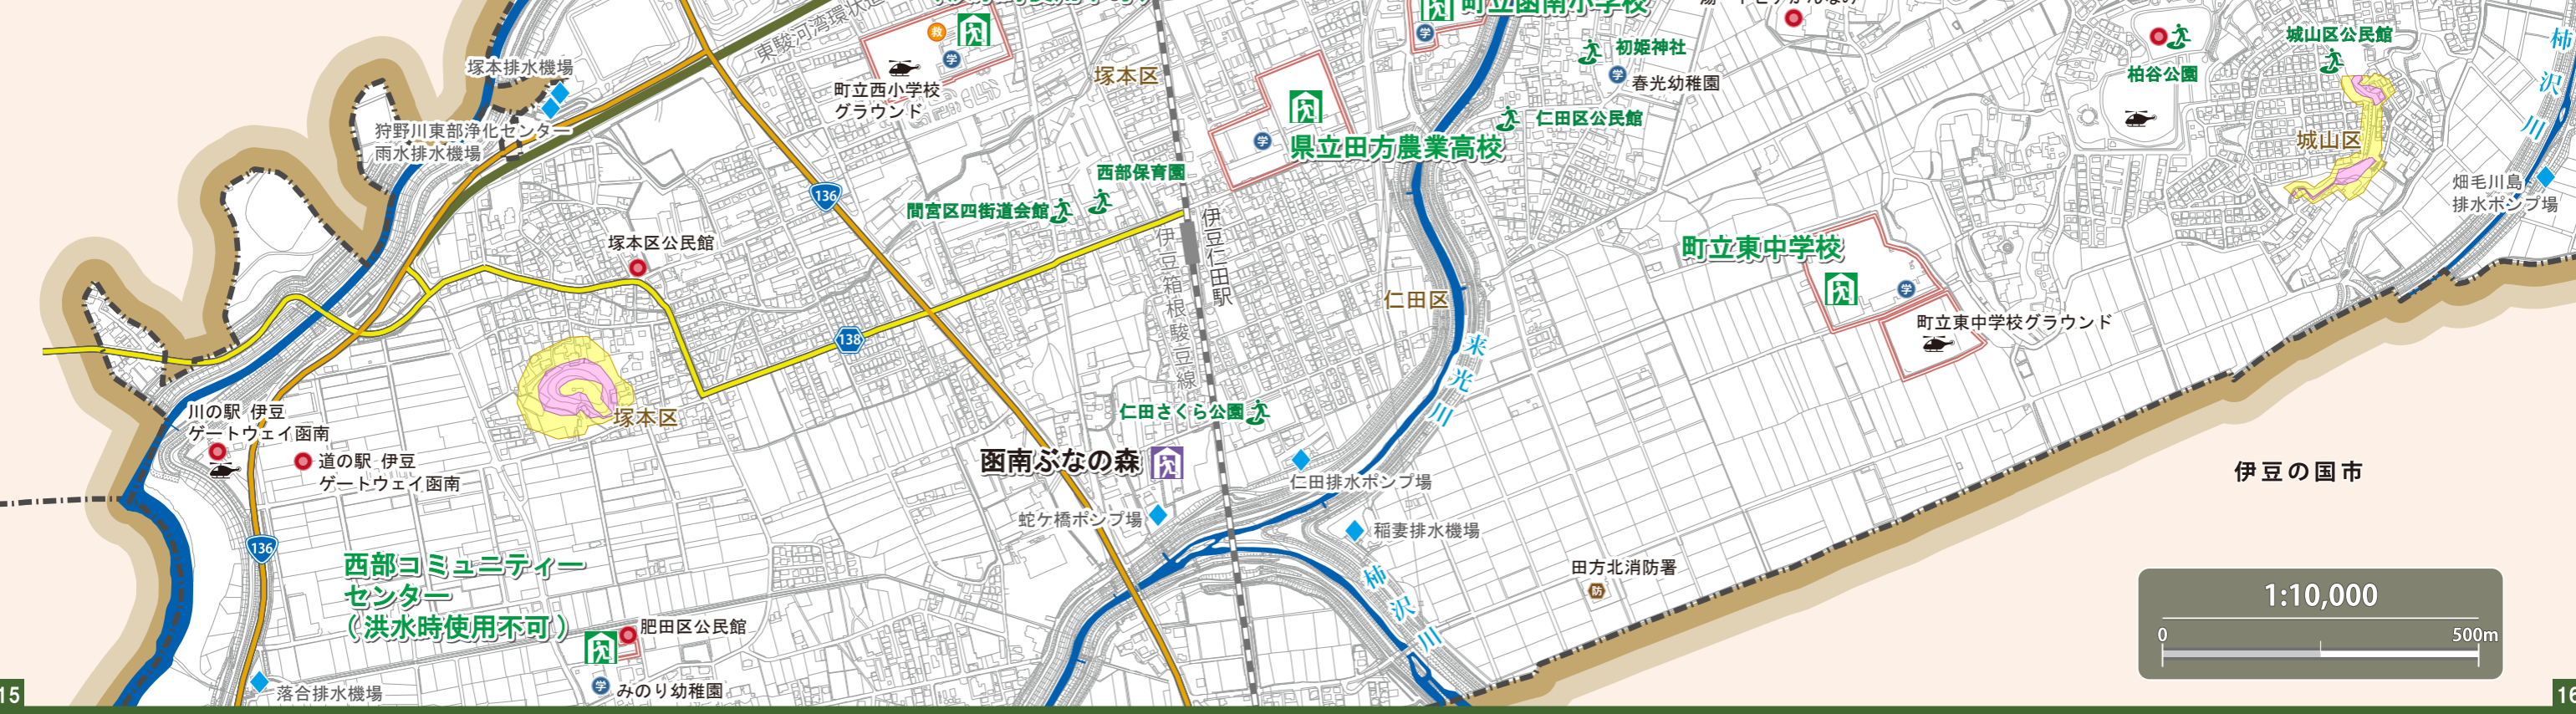 東駿河湾環状道
町立函南小学校
塚本排水機場
救
学
町立西小学校
グラウンド
塚本区
学
初姫神社
学
春光幼稚園
仁田区公民館
柏谷公園
城山区公民館
城山区
柿沢川
畑毛川島
排水ポンプ場
狩野川東部浄化センター
雨水排水機場
学
県立田方農業高校
136
西部保育園
間宮区四街道会館
伊豆仁田駅
伊豆箱根駿豆線
塚本区公民館
仁田区
町立東中学校
学
町立東中学校グラウンド
138
来光川
川の駅 伊豆
ゲートウェイ函南
道の駅 伊豆
ゲートウェイ函南
塚本区
仁田さくら公園
函南ぶなの森
仁田排水ポンプ場
蛇ケ橋ポンプ場
稲妻排水機場
伊豆の国市
136
西部コミュニティー
センター
（洪水時使用不可）
柿沢川
田方北消防署
防
肥田区公民館
学
みのり幼稚園
落合排水機場
1:10,000
0
500m
15
16